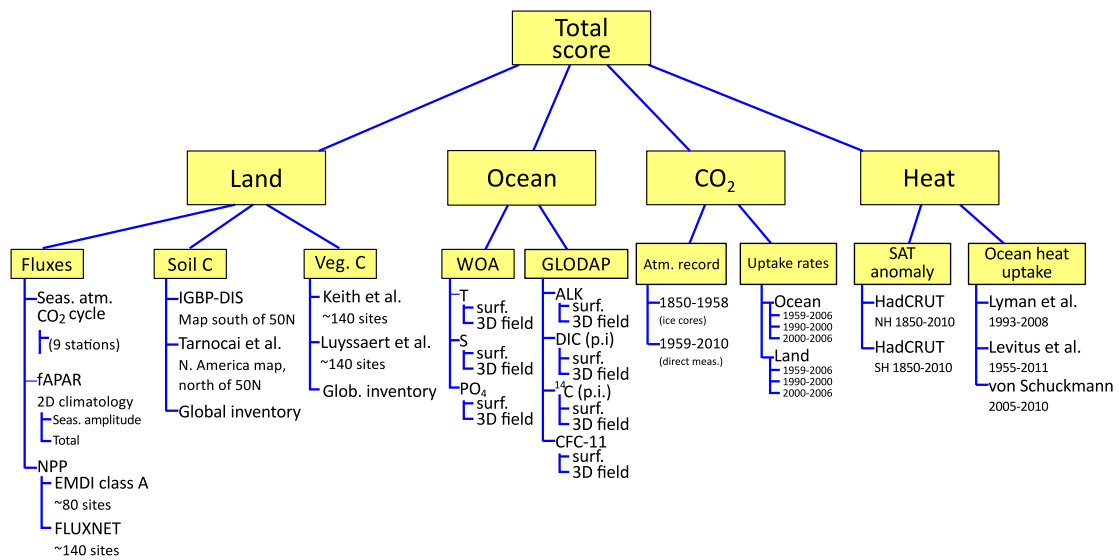 Total
score
Land
Ocean
CO₂
Heat
Fluxes
Seas. atm.
CO₂ cycle
(9 stations)
fAPAR
2D climatology
Seas. amplitude
Total
NPP
EMDI class A
~80 sites
FLUXNET
~140 sites
Soil C
IGBP-DIS
Map south of 50N
Tarnocai et al.
N. America map,
north of 50N
Global inventory
Veg. C
Keith et al.
~140 sites
Luyssaert et al.
~140 sites
Glob. inventory
WOA
T
surf.
3D field
S
surf.
3D field
PO₄
surf.
3D field
GLODAP
ALK
surf.
3D field
DIC (p.i)
surf.
3D field
¹⁴C (p.i.)
surf.
3D field
CFC-11
surf.
3D field
Atm. record
1850-1958
(ice cores)
1959-2010
(direct meas.)
Uptake rates
Ocean
1959-2006
1990-2000
2000-2006
Land
1959-2006
1990-2000
2000-2006
SAT
anomaly
HadCRUT
NH 1850-2010
HadCRUT
SH 1850-2010
Ocean heat
uptake
Lyman et al.
1993-2008
Levitus et al.
1955-2011
von Schuckmann
2005-2010